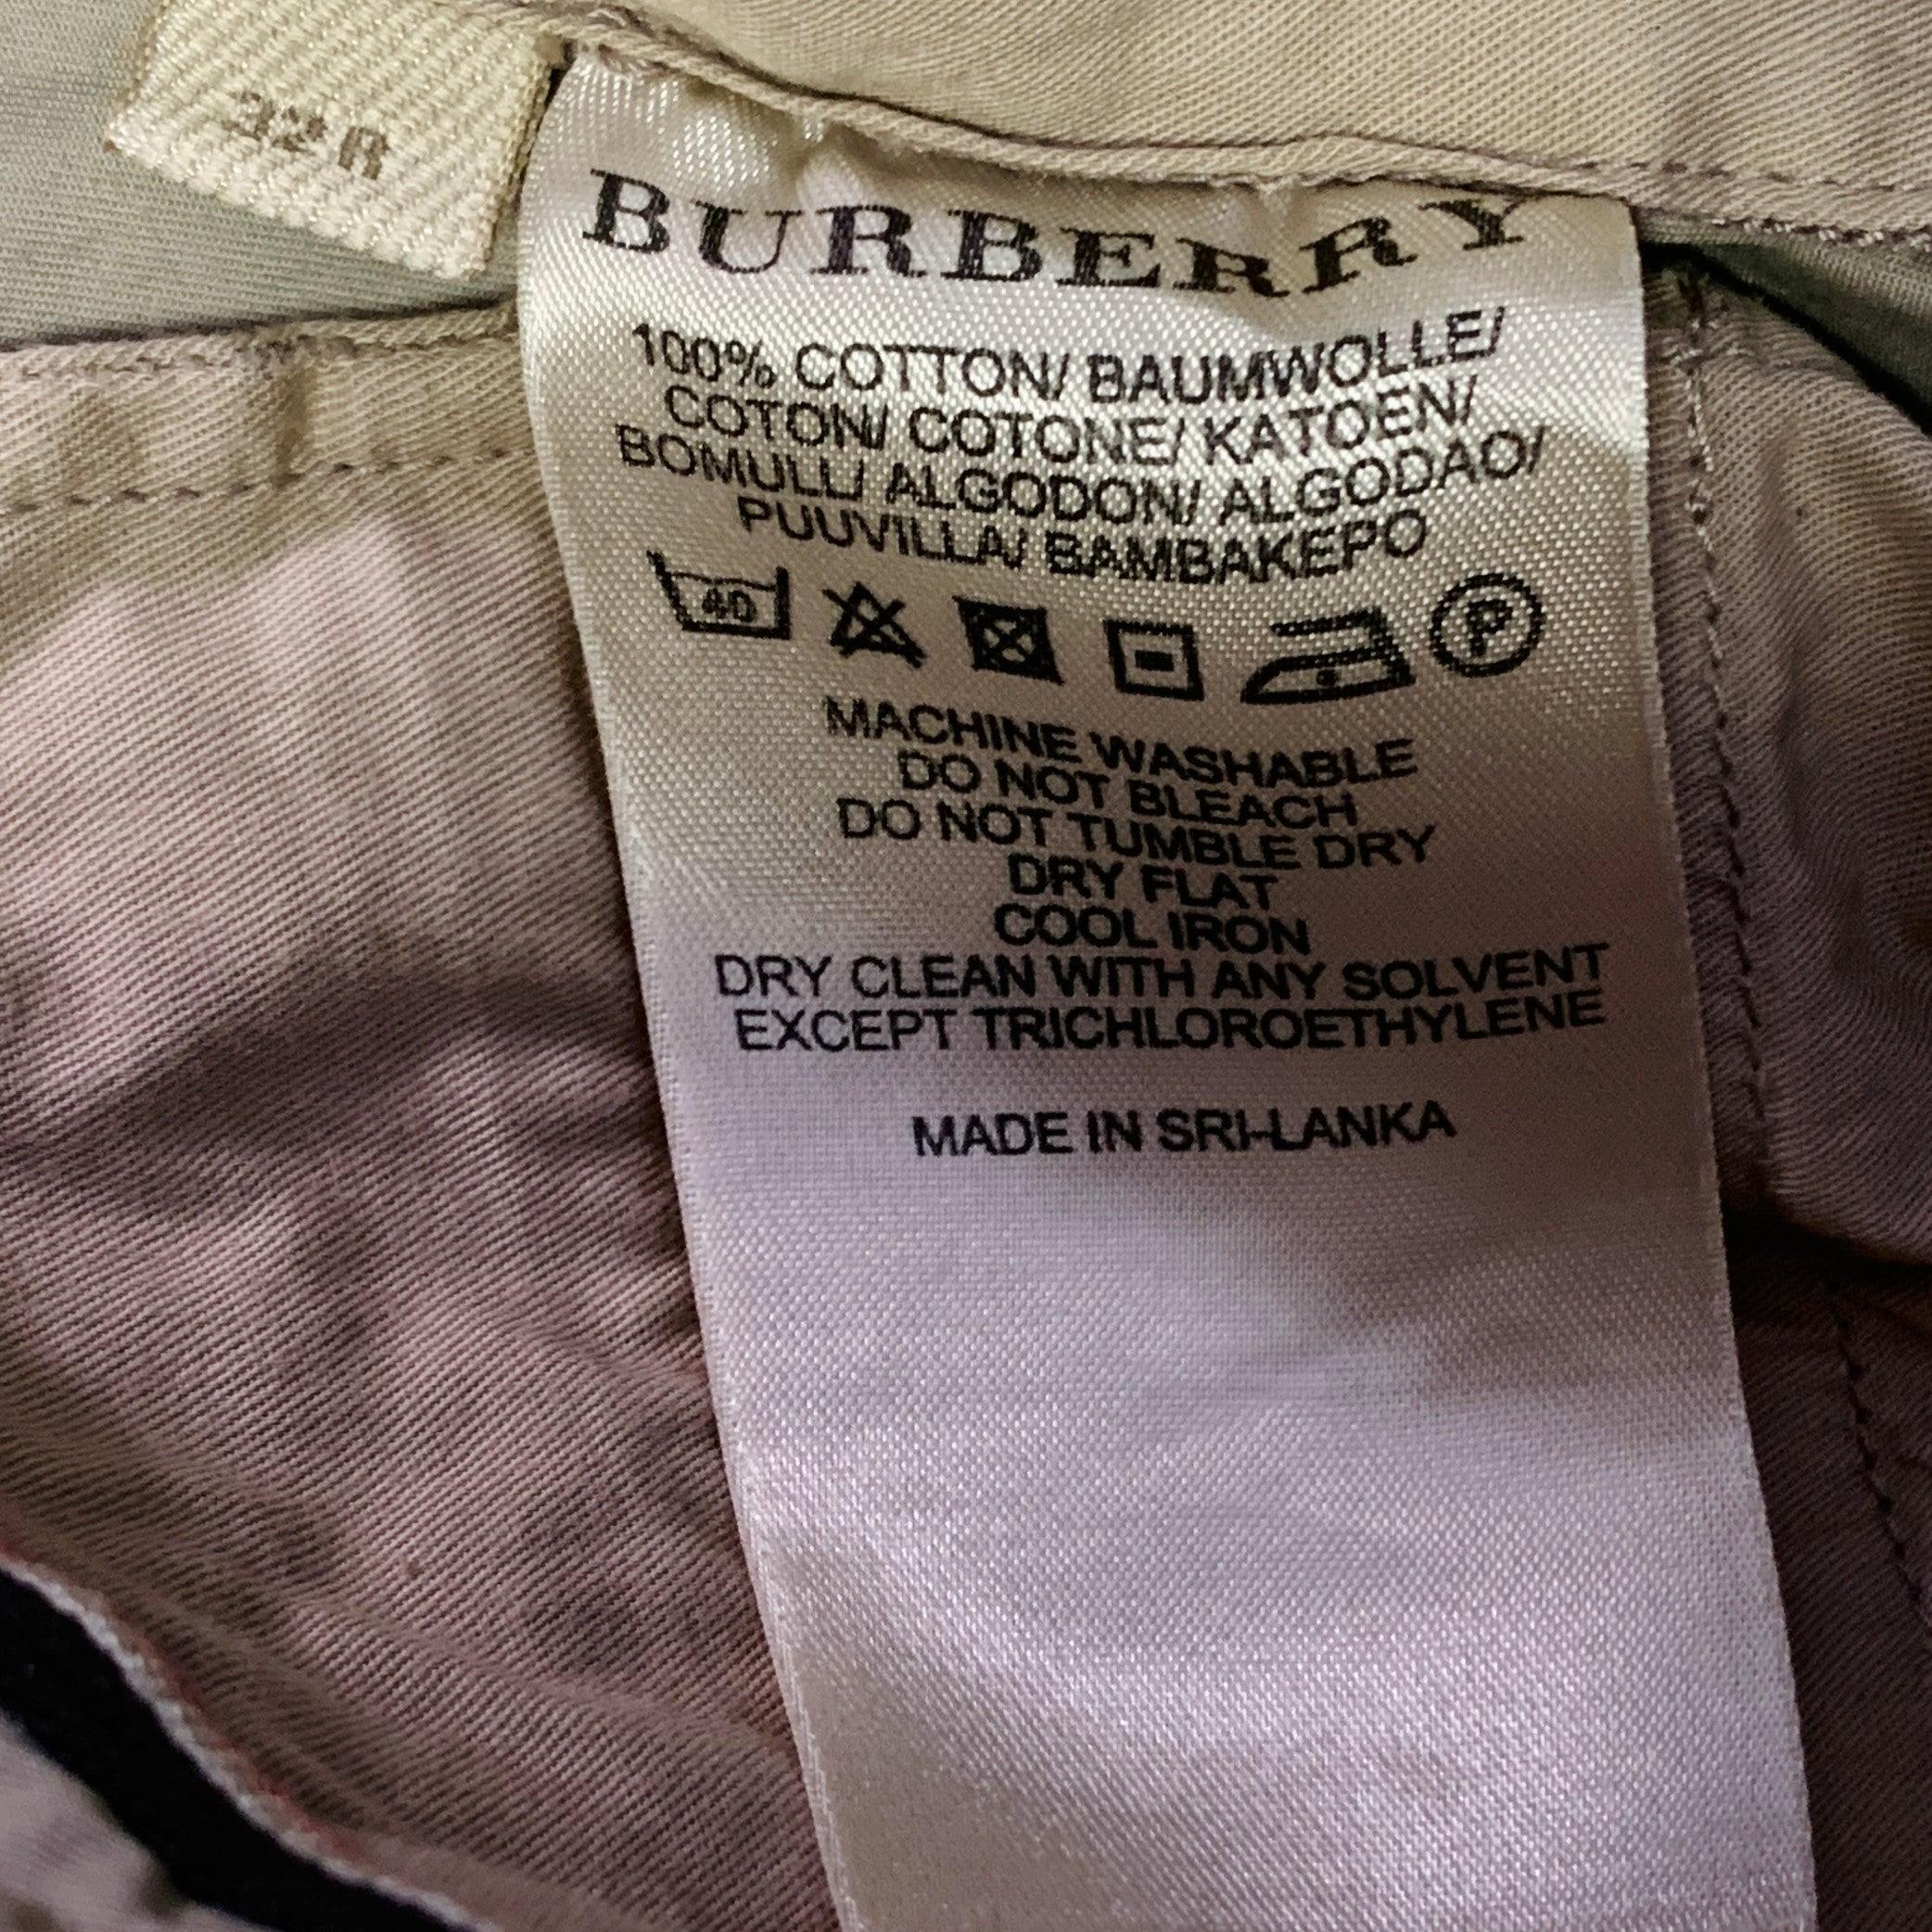 32R
BURBERRY
100% COTTON/ BAUMWOLLE/
COTON/ COTONE/ KATOEN/
BOMULL/ ALGODON/ ALGODAO/
PUUVILLA/ BAMBAKEPO
40 P
MACHINE WASHABLE
DO NOT BLEACH
DO NOT TUMBLE DRY
DRY FLAT
COOL IRON
DRY CLEAN WITH ANY SOLVENT
EXCEPT TRICHLOROETHYLENE
MADE IN SRI-LANKA